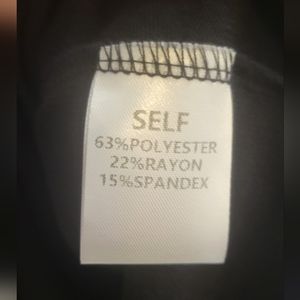 SELF
63%POLYESTER
22%RAYON
15%SPANDEX